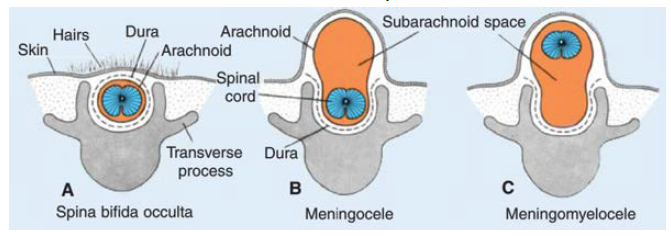 Hairs
Dura
Skin
Arachnoid
Transverse
process
A
Spina bifida occulta
Arachnoid
Subarachnoid space
Spinal
cord
Dura
B
Meningocele
C
Meningomyelocele